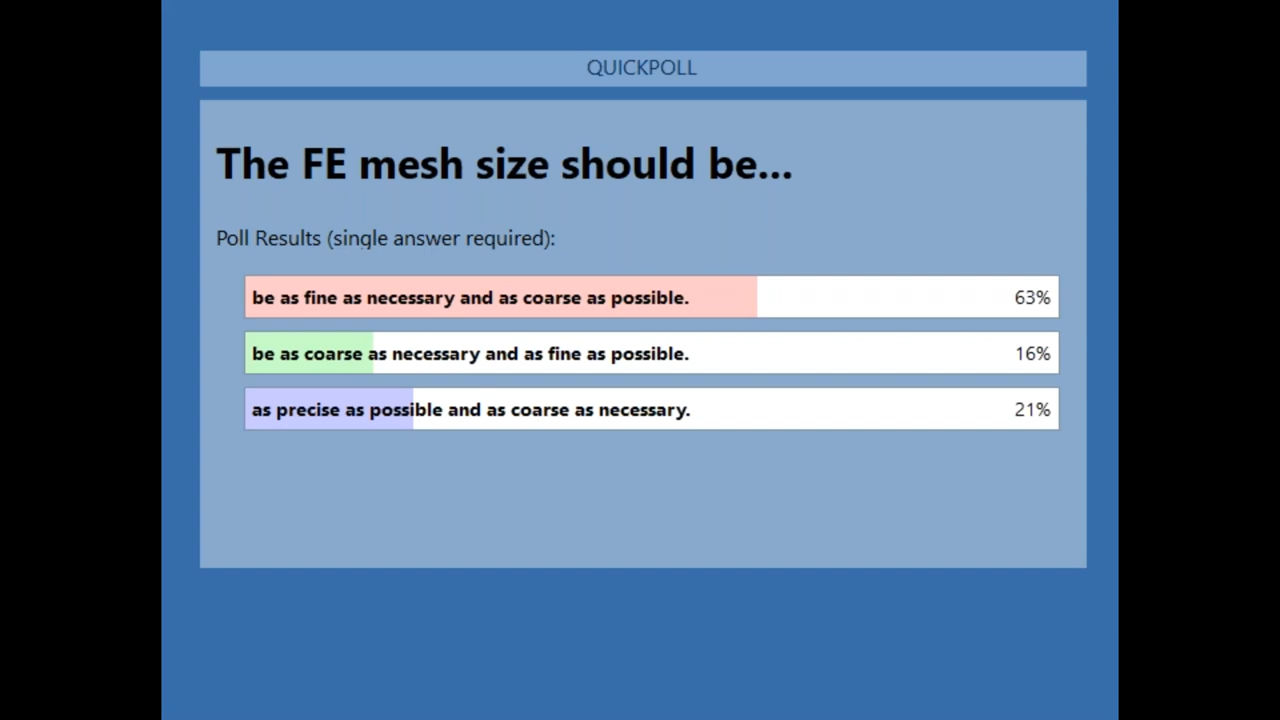 QUICKPOLL
The FE mesh size should be...
Poll Results (single answer required):
be as fine as necessary and as coarse as possible. 63%
be as coarse as necessary and as fine as possible. 16%
as precise as possible and as coarse as necessary. 21%